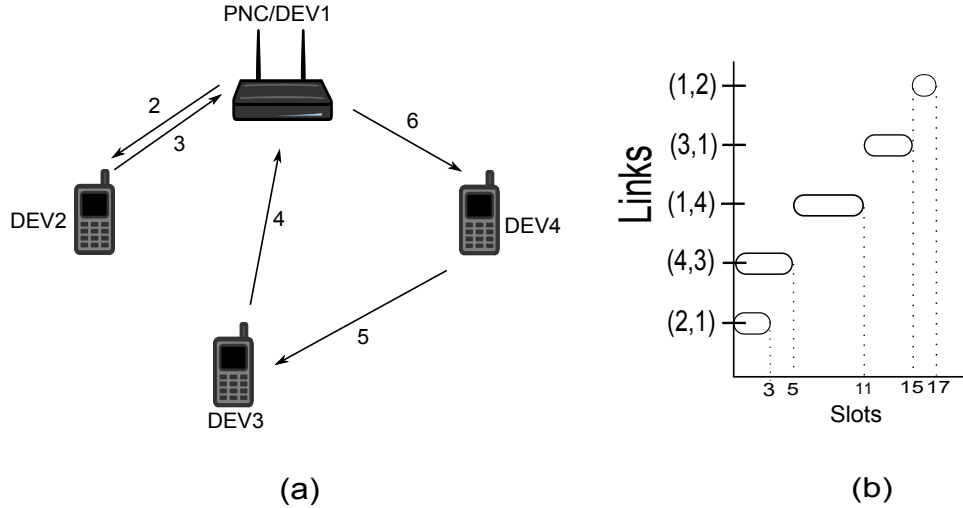 PNC/DEV1
2
3
6
DEV2
4
DEV4
5
DEV3
(a)
Links
(1,2)
(3,1)
(1,4)
(4,3)
(2,1)
3 5 11 15 17
Slots
(b)